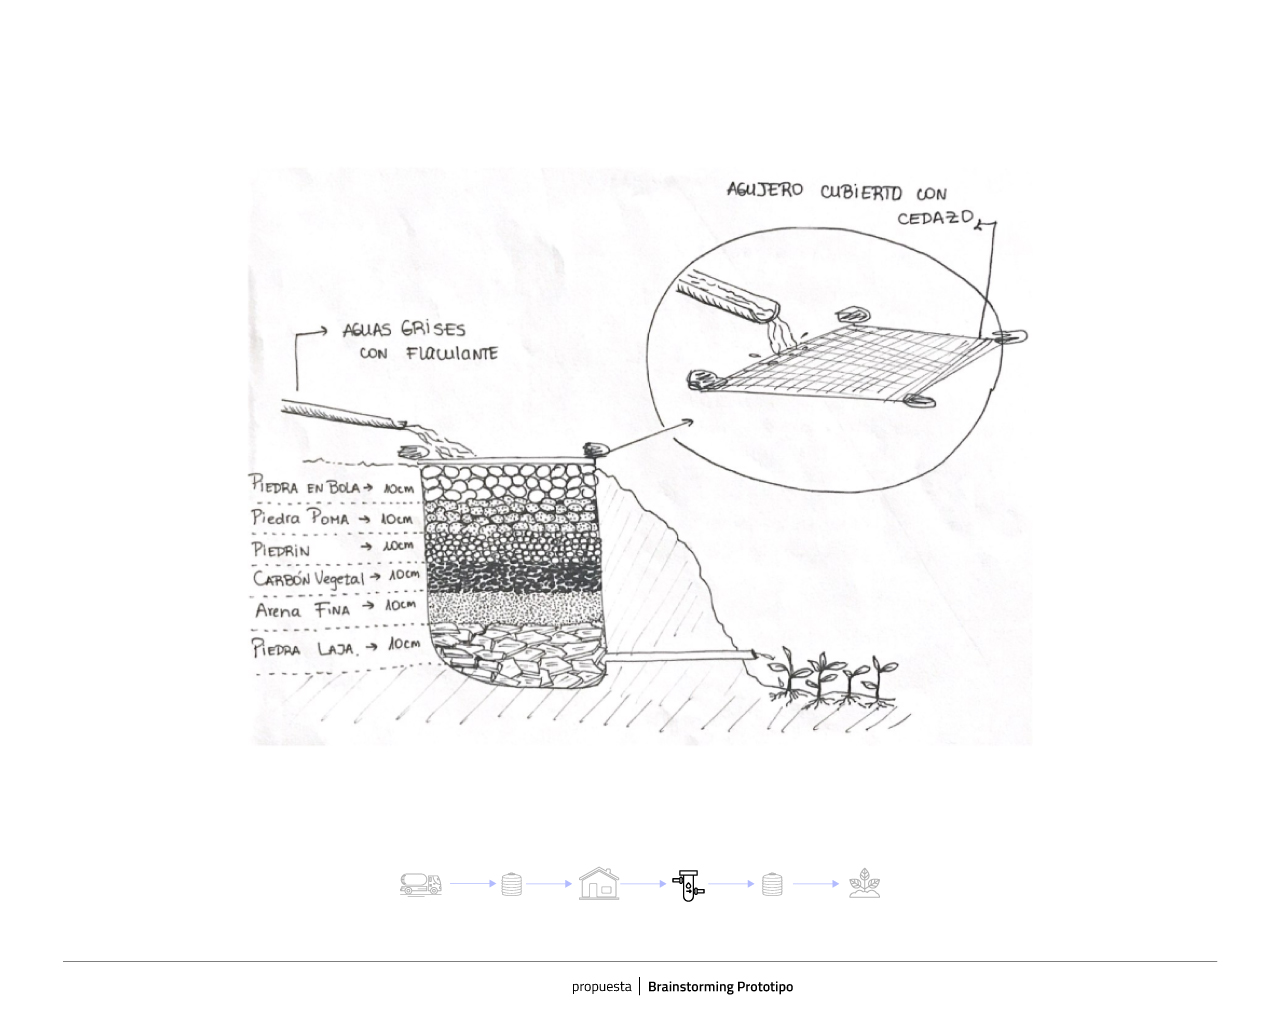 AGUJERO CUBIERTO CON
CEDAZO
AGUAS GRISES
CON FlaculANTE
PIEDRA EN BOLA → 10cm
Piedra POMA → 10cm
PIEDRIN → 10cm
CARBÓN Vegetal → 10cm
Arena FINA → 10cm
PIEDRA LAJA. → 10cm
propuesta | Brainstorming Prototipo